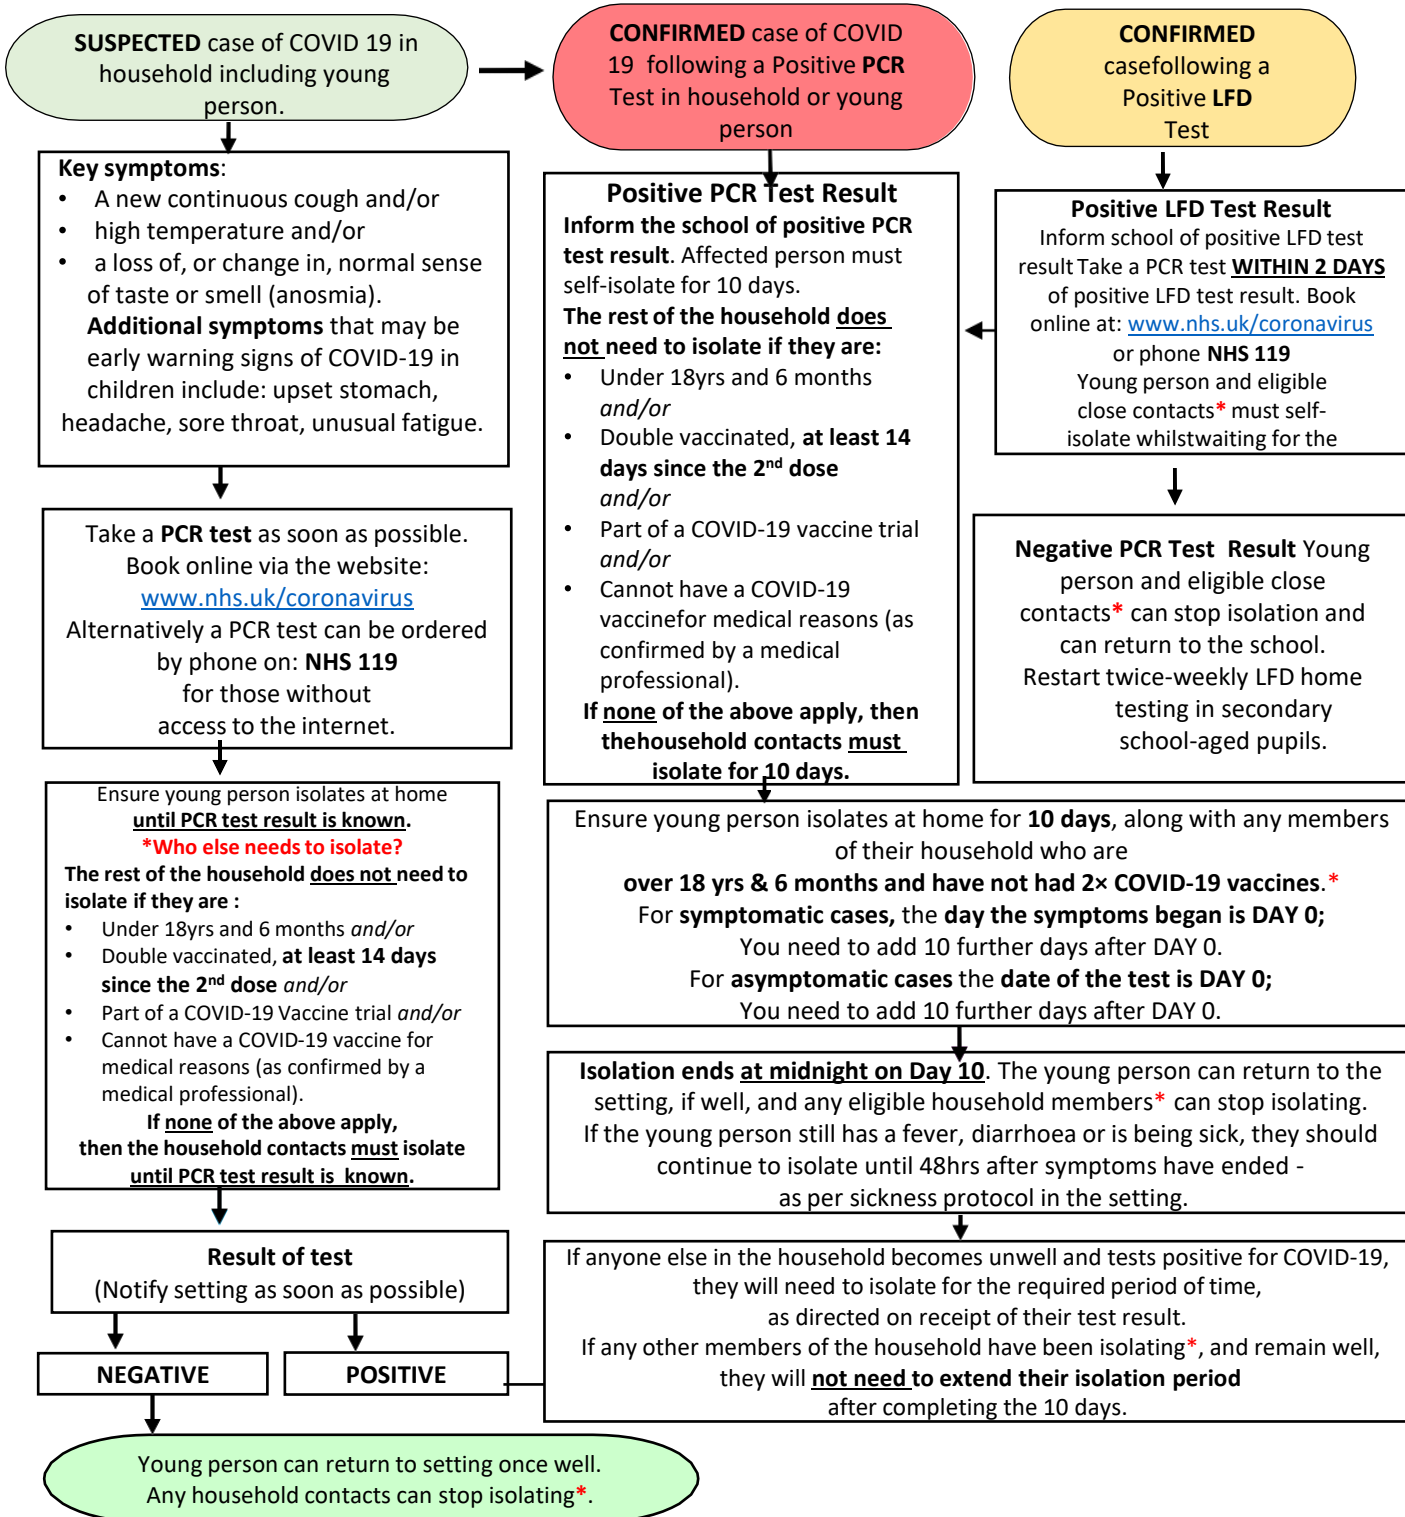 SUSPECTED case of COVID 19 in
household including young
person.
Key symptoms:
• A new continuous cough and/or
• high temperature and/or
• a loss of, or change in, normal sense
of taste or smell (anosmia).
Additional symptoms that may be
early warning signs of COVID-19 in
children include: upset stomach,
headache, sore throat, unusual fatigue.
Take a PCR test as soon as possible.
Book online via the website:
www.nhs.uk/coronavirus
Alternatively a PCR test can be ordered
by phone on: NHS 119
for those without
access to the internet.
Ensure young person isolates at home
until PCR test result is known.
*Who else needs to isolate?
The rest of the household does not need to
isolate if they are :
• Under 18yrs and 6 months and/or
• Double vaccinated, at least 14 days
since the 2nd dose and/or
• Part of a COVID-19 Vaccine trial and/or
• Cannot have a COVID-19 vaccine for
medical reasons (as confirmed by a
medical professional).
If none of the above apply,
then the household contacts must isolate
until PCR test result is known.
Result of test
(Notify setting as soon as possible)
NEGATIVE
POSITIVE
Young person can return to setting once well.
Any household contacts can stop isolating*.
CONFIRMED case of COVID
19 following a Positive PCR
Test in household or young
person
Positive PCR Test Result
Inform the school of positive PCR
test result. Affected person must
self-isolate for 10 days.
The rest of the household does
not need to isolate if they are:
• Under 18yrs and 6 months
and/or
• Double vaccinated, at least 14
days since the 2nd dose
and/or
• Part of a COVID-19 vaccine trial
and/or
• Cannot have a COVID-19
vaccinefor medical reasons (as
confirmed by a medical
professional).
If none of the above apply, then
thehousehold contacts must
isolate for 10 days.
CONFIRMED
casefollowing a
Positive LFD
Test
Positive LFD Test Result
Inform school of positive LFD test
result Take a PCR test WITHIN 2 DAYS
of positive LFD test result. Book
online at: www.nhs.uk/coronavirus
or phone NHS 119
Young person and eligible
close contacts* must self-
isolate whilstwaiting for the
Negative PCR Test Result Young
person and eligible close
contacts* can stop isolation and
can return to the school.
Restart twice-weekly LFD home
testing in secondary
school-aged pupils.
Ensure young person isolates at home for 10 days, along with any members
of their household who are
over 18 yrs & 6 months and have not had 2× COVID-19 vaccines.*
For symptomatic cases, the day the symptoms began is DAY 0;
You need to add 10 further days after DAY 0.
For asymptomatic cases the date of the test is DAY 0;
You need to add 10 further days after DAY 0.
Isolation ends at midnight on Day 10. The young person can return to the
setting, if well, and any eligible household members* can stop isolating.
If the young person still has a fever, diarrhoea or is being sick, they should
continue to isolate until 48hrs after symptoms have ended -
as per sickness protocol in the setting.
If anyone else in the household becomes unwell and tests positive for COVID-19,
they will need to isolate for the required period of time,
as directed on receipt of their test result.
If any other members of the household have been isolating*, and remain well,
they will not need to extend their isolation period
after completing the 10 days.